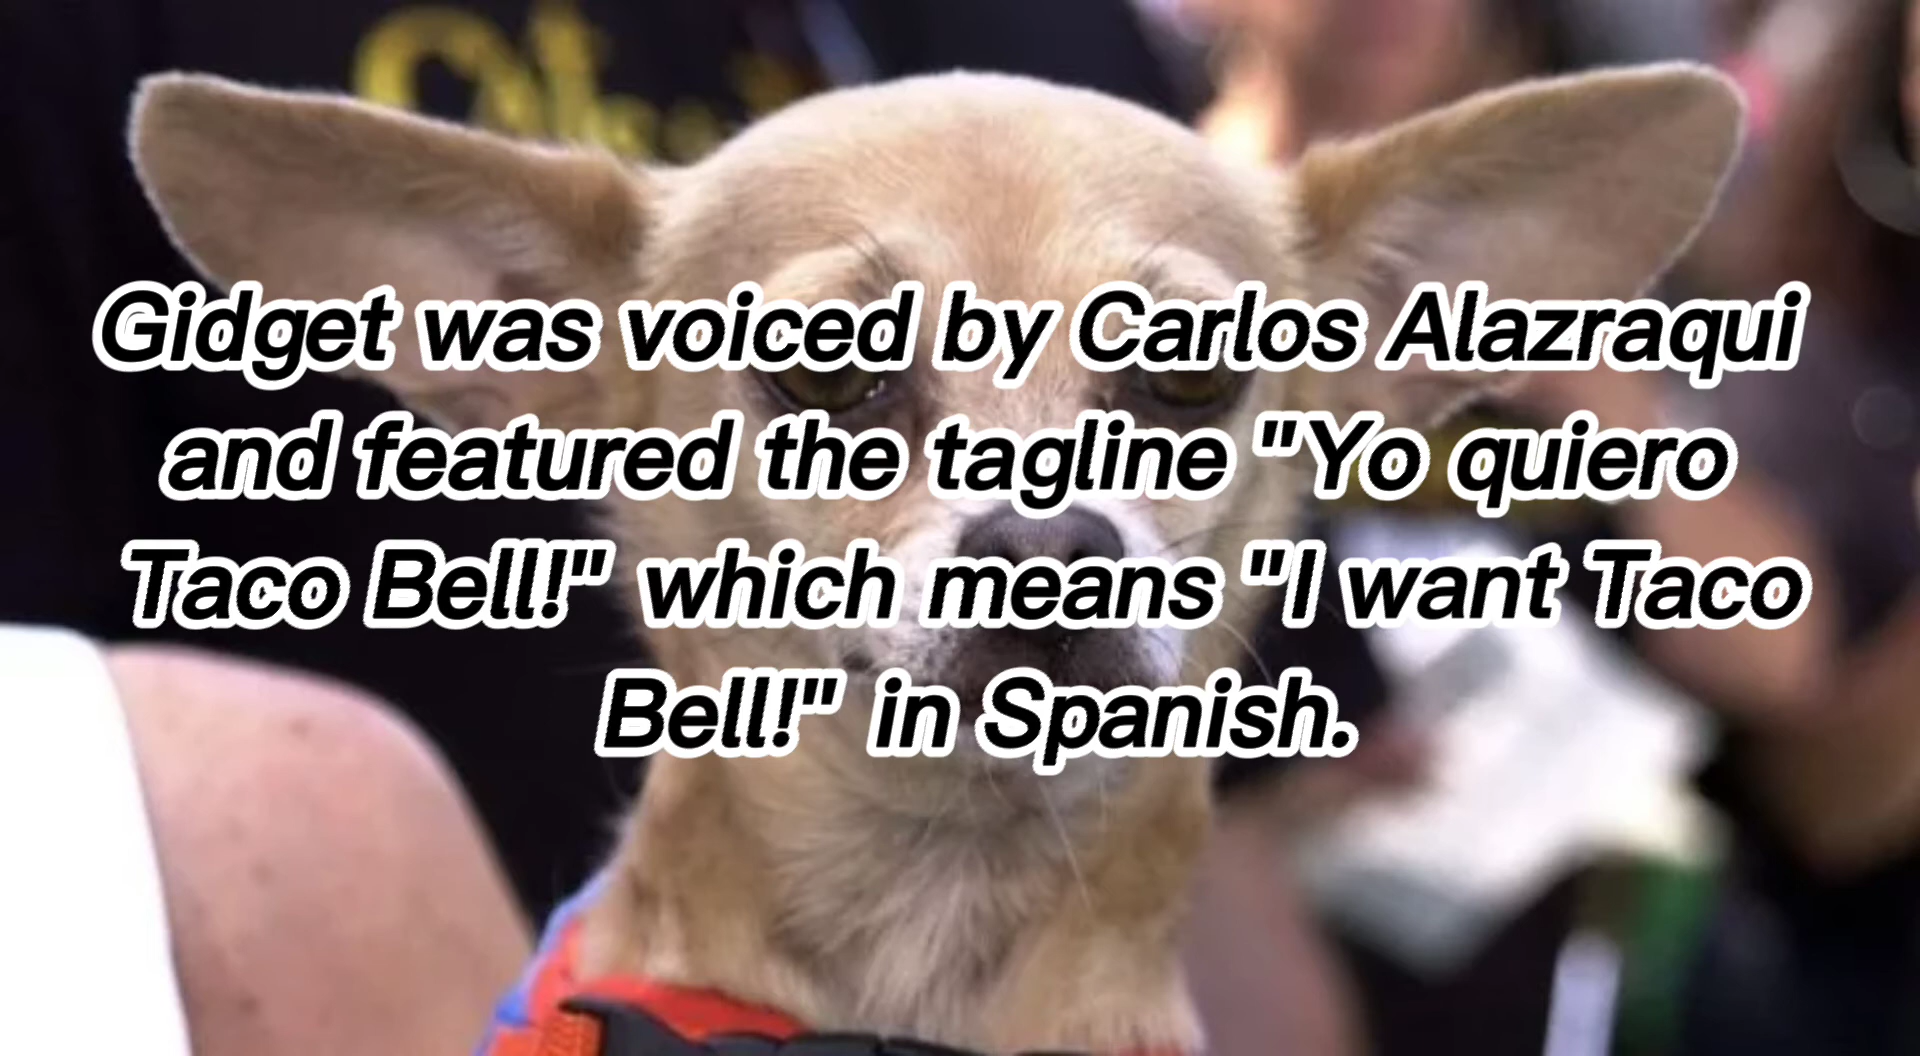 Gidget was voiced by Carlos Alazraqui
and featured the tagline "Yo quiero
Taco Bell!" which means "I want Taco
Bell!" in Spanish.